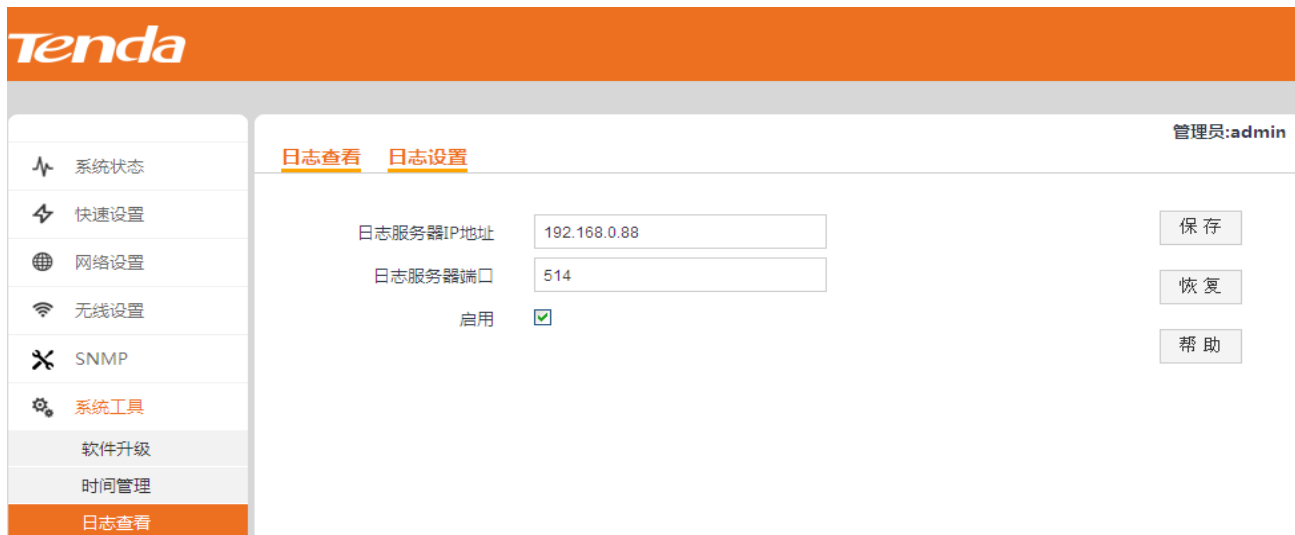 Tenda
管理员:admin
系统状态
快速设置
网络设置
无线设置
SNMP
系统工具
软件升级
时间管理
日志查看
日志查看 日志设置
日志服务器IP地址 192.168.0.88
日志服务器端口 514
启用
保存
恢复
帮助